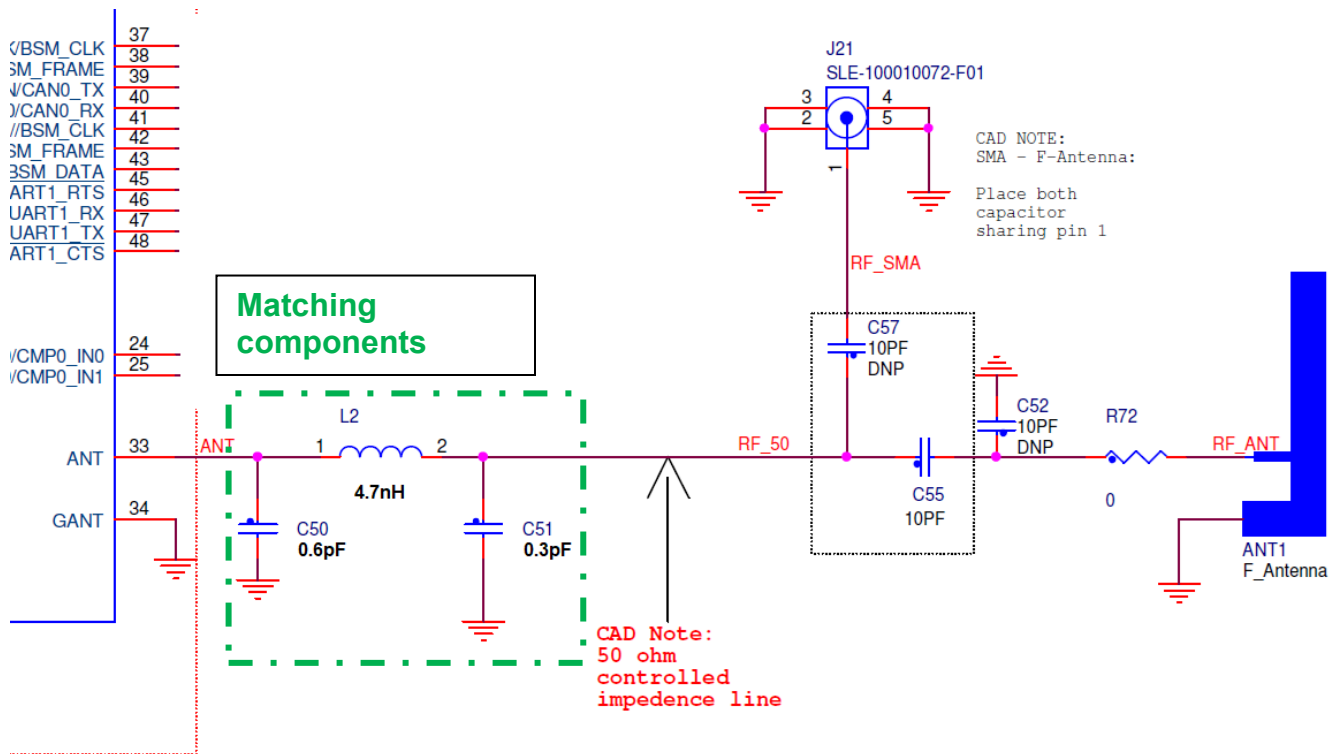 37
/BSM_CLK
38
SM_FRAME
39
/CAN0_TX
40
0/CAN0_RX
41
//BSM_CLK
42
SM_FRAME
43
BSM_DATA
45
ART1_RTS
46
UART1_RX
47
UART1_TX
48
ART1_CTS
24
/CMP0_IN0
25
/CMP0_IN1
33
ANT
ANT
34
GANT
Matching
components
L2
1
2
4.7nH
C50
0.6pF
C51
0.3pF
CAD Note:
50 ohm
controlled
impedence line
RF_50
J21
SLE-100010072-F01
3
4
2
5
1
CAD NOTE:
SMA - F-Antenna:
Place both
capacitor
sharing pin 1
RF_SMA
C57
10PF
DNP
C55
10PF
C52
10PF
DNP
R72
0
RF_ANT
ANT1
F_Antenna